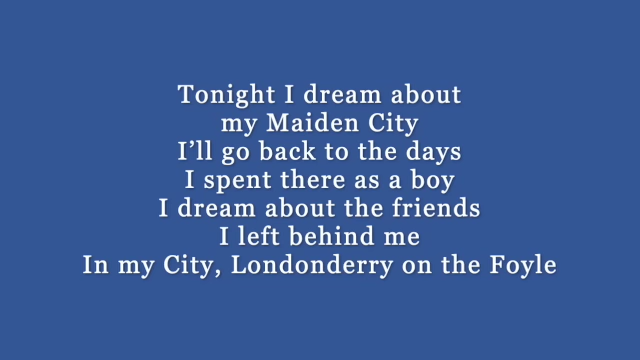 Tonight I dream about
my Maiden City
I’ll go back to the days
I spent there as a boy
I dream about the friends
I left behind me
In my City, Londonderry on the Foyle